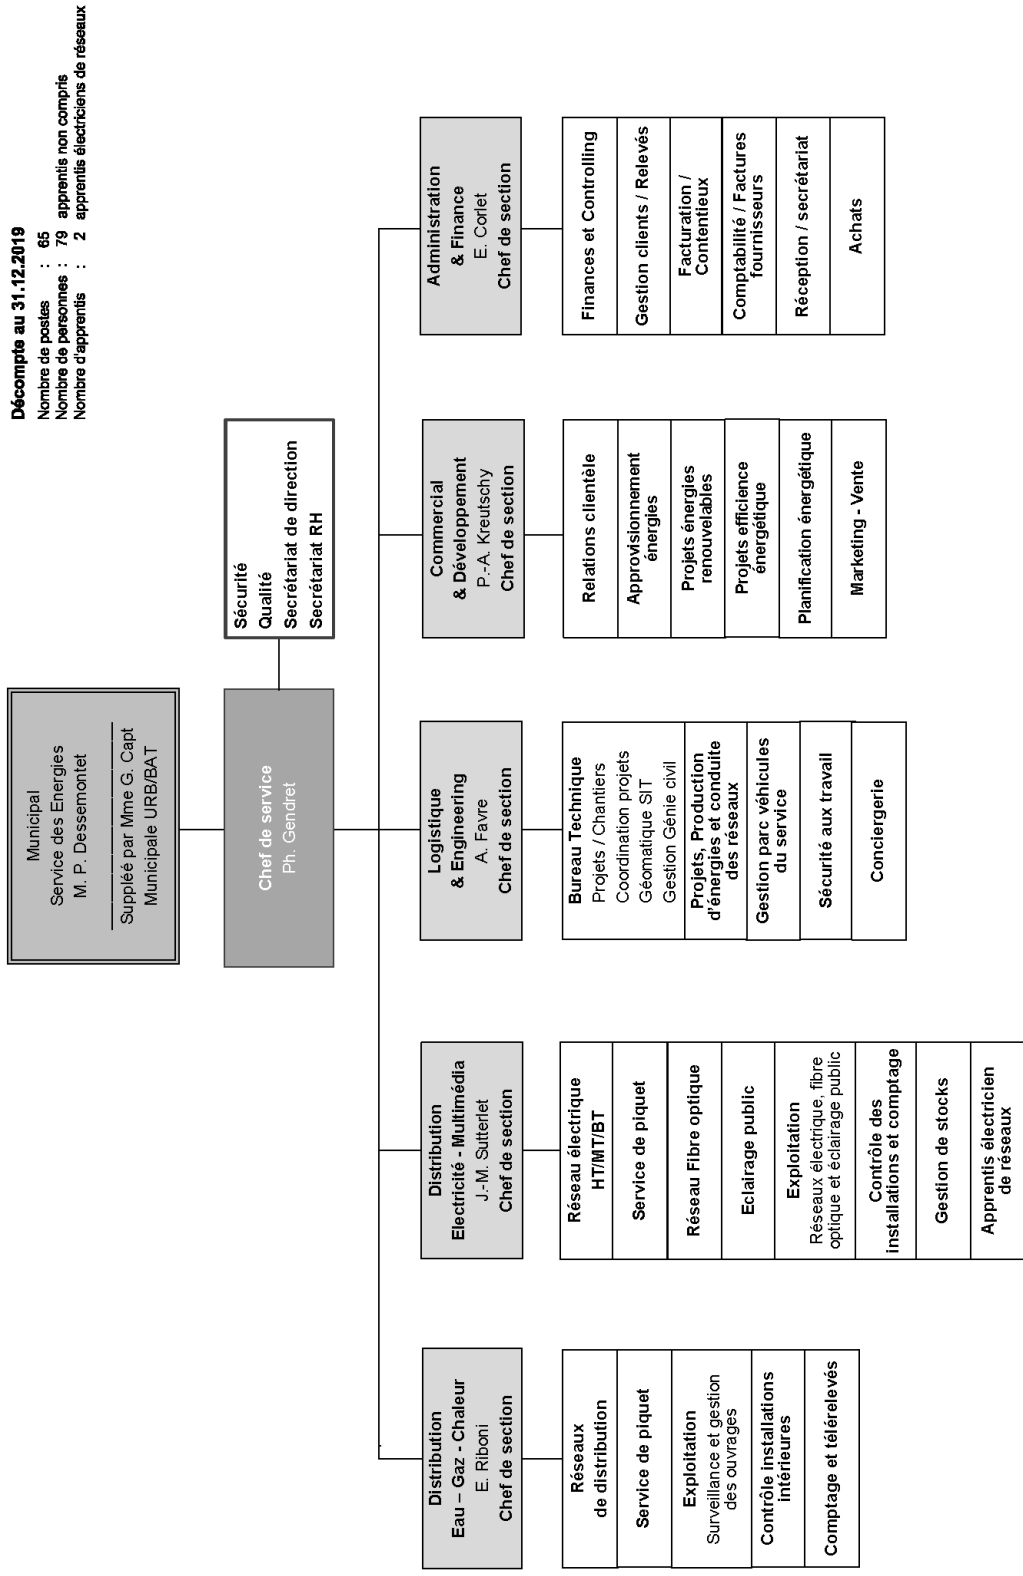 Décompte au 31.12.2019
Nombre de postes : 65
Nombre de personnes : 79 apprentis non compris
Nombre d'apprentis : 2 apprentis électriciens de réseaux
Municipal
Service des Energies
M. P. Dessemontet
Suppléé par Mme G. Capt
Municipale URB/BAT
Chef de service
Ph. Gendret
Sécurité
Qualité
Secrétariat de direction
Secrétariat RH
Distribution
Eau – Gaz - Chaleur
E. Riboni
Chef de section
Réseaux
de distribution
Service de piquet
Exploitation
Surveillance et gestion
des ouvrages
Contrôle installations
intérieures
Comptage et télérelevés
Distribution
Electricité - Multimédia
J.-M. Sutterlet
Chef de section
Réseau électrique
HT/MT/BT
Service de piquet
Réseau Fibre optique
Eclairage public
Exploitation
Réseaux électrique, fibre
optique et éclairage public
Contrôle des
installations et comptage
Gestion de stocks
Apprentis électricien
de réseaux
Logistique
& Engineering
A. Favre
Chef de section
Bureau Technique
Projets / Chantiers
Coordination projets
Géomatique SIT
Gestion Génie civil
Projets, Production
d'énergies et conduite
des réseaux
Gestion parc véhicules
du service
Sécurité aux travail
Conciergerie
Commercial
& Développement
P.-A. Kreutschy
Chef de section
Relations clientèle
Approvisionnement
énergies
Projets énergies
renouvelables
Projets efficience
énergétique
Planification énergétique
Marketing - Vente
Administration
& Finance
E. Corlet
Chef de section
Finances et Controlling
Gestion clients / Relevés
Facturation /
Contentieux
Comptabilité / Factures
fournisseurs
Réception / secrétariat
Achats